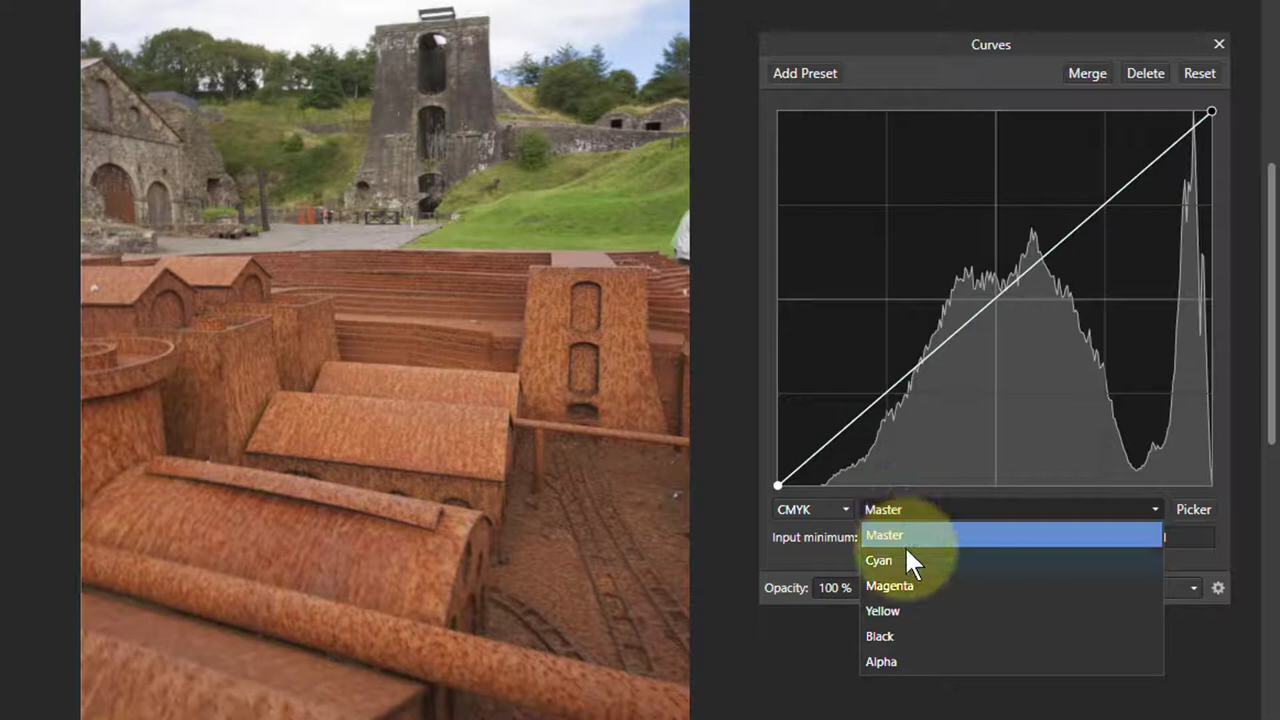 Curves
Add Preset
Merge Delete Reset
CMYK Master Picker
Master
Input minimum:
Cyan
Magenta
Opacity: 100 %
Yellow
Black
Alpha